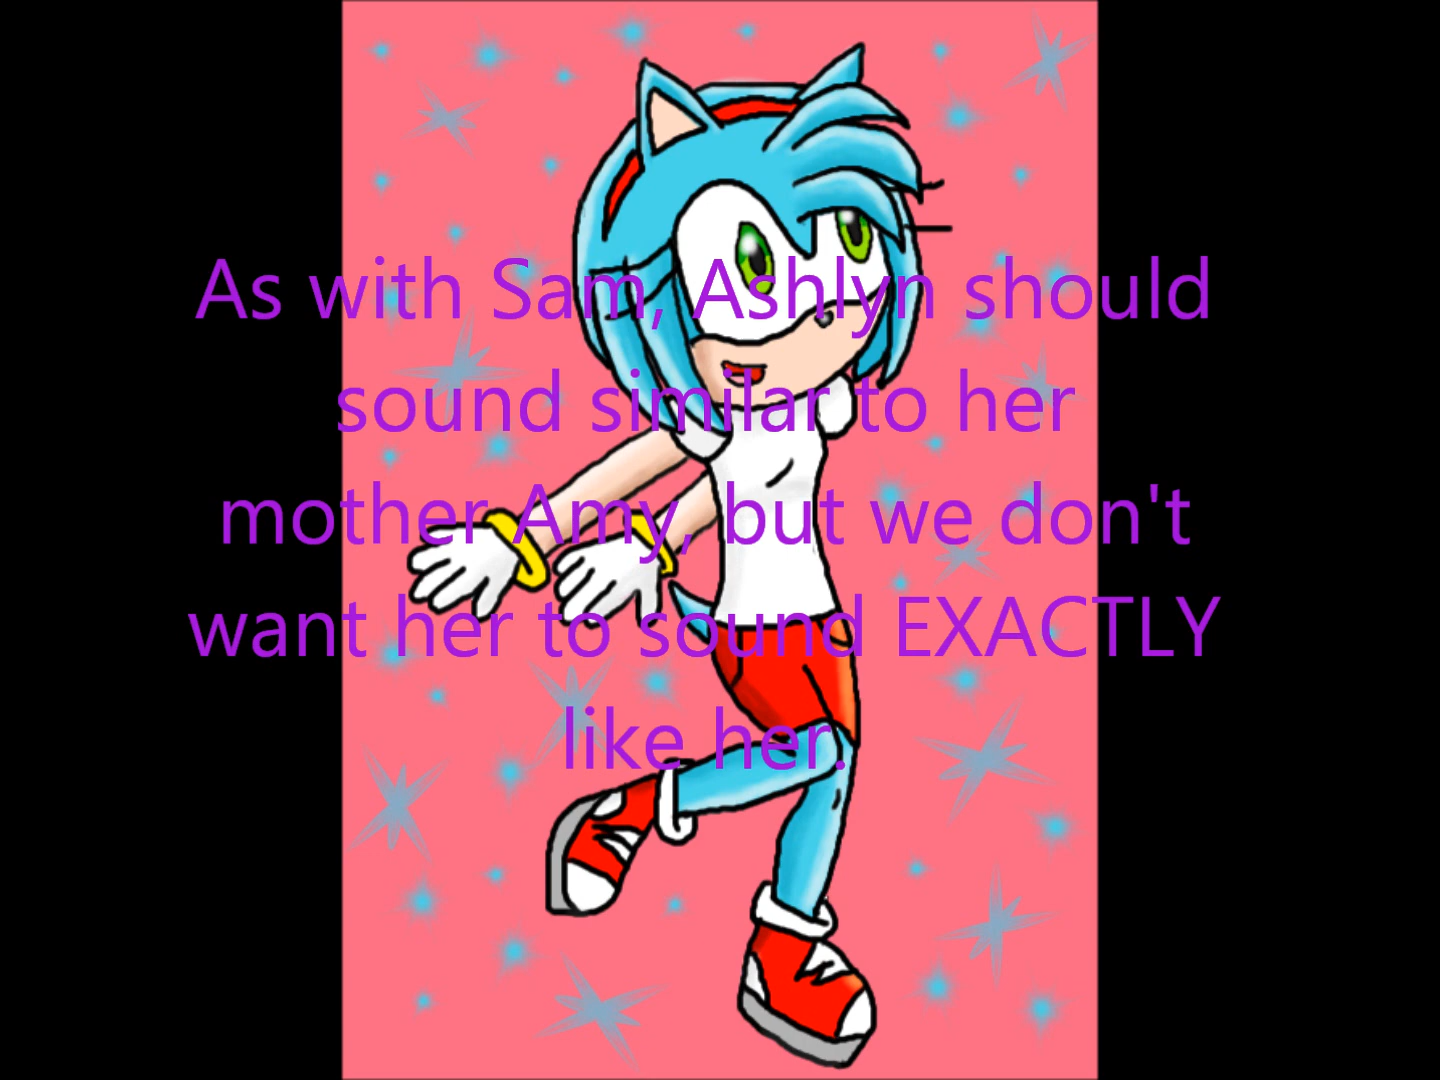 As with Sam, Ashlyn should
sound similar to her
mother Amy, but we don't
want her to sound EXACTLY
like her.